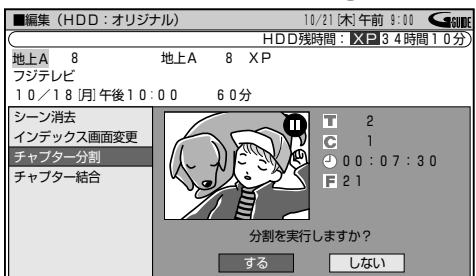 ■編集（HDD：オリジナル） 10/21[木]午前 9:00 GGUIDE
HDD残時間：XP34時間10分
地上A 8 地上A 8 XP
フジテレビ
10／18[月]午後10:00 60分
シーン消去
インデックス画面変更
チャプター分割
チャプター結合
T 2
C 1
00:07:30
F 21
分割を実行しますか？
する しない